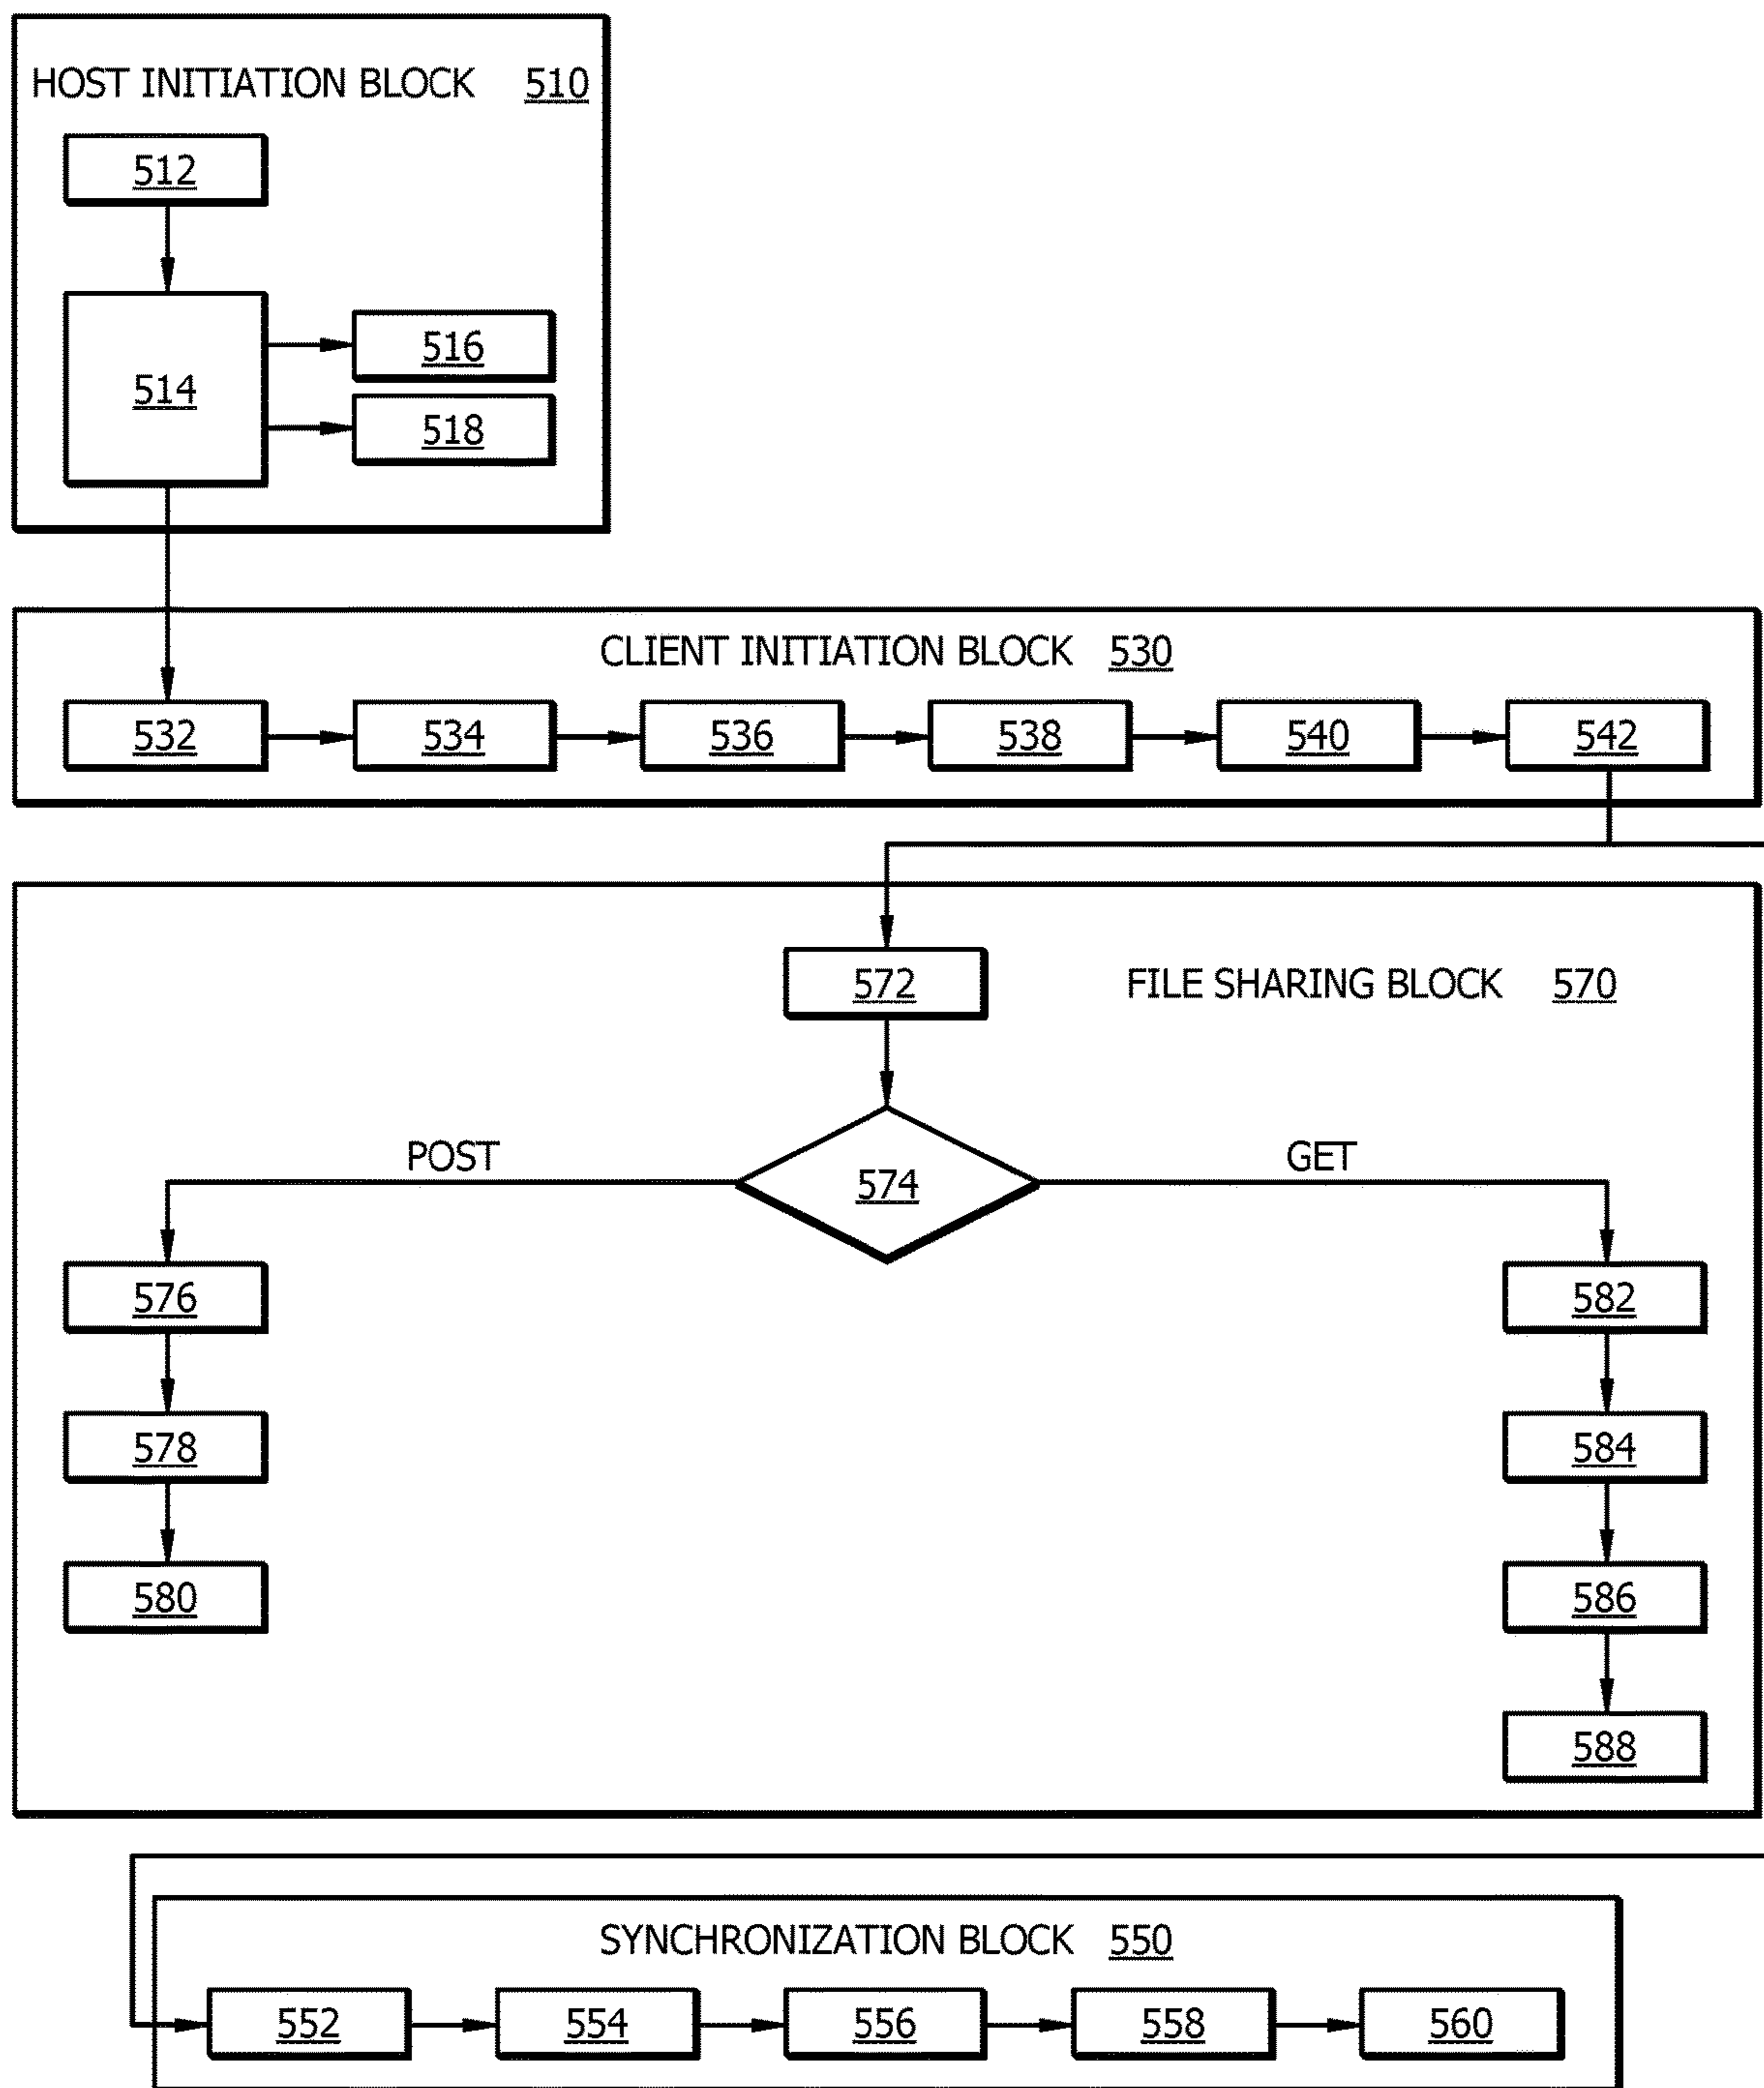 HOST INITIATION BLOCK 510
512
514
516
518
CLIENT INITIATION BLOCK 530
532 534 536 538 540 542
572
FILE SHARING BLOCK 570
POST
574
GET
576
582
578
584
580
586
588
SYNCHRONIZATION BLOCK 550
552 554 556 558 560